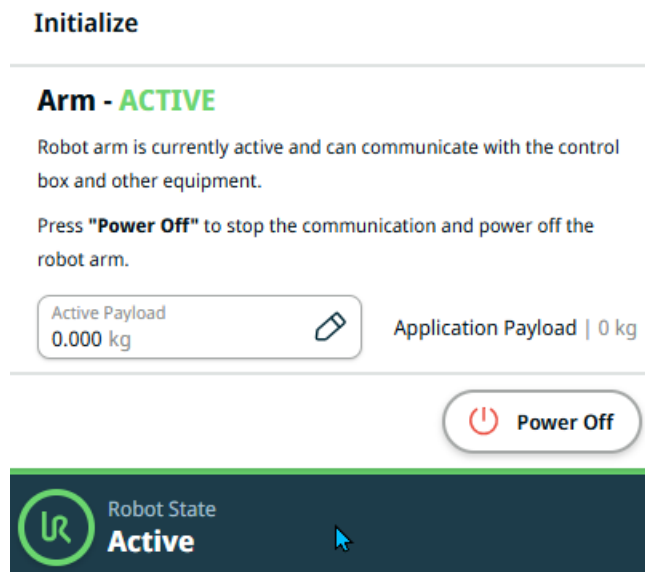 Initialize
Arm - ACTIVE
Robot arm is currently active and can communicate with the control
box and other equipment.
Press "Power Off" to stop the communication and power off the
robot arm.
Active Payload
0.000 kg
Application Payload | 0 kg
Power Off
UR
Robot State
Active